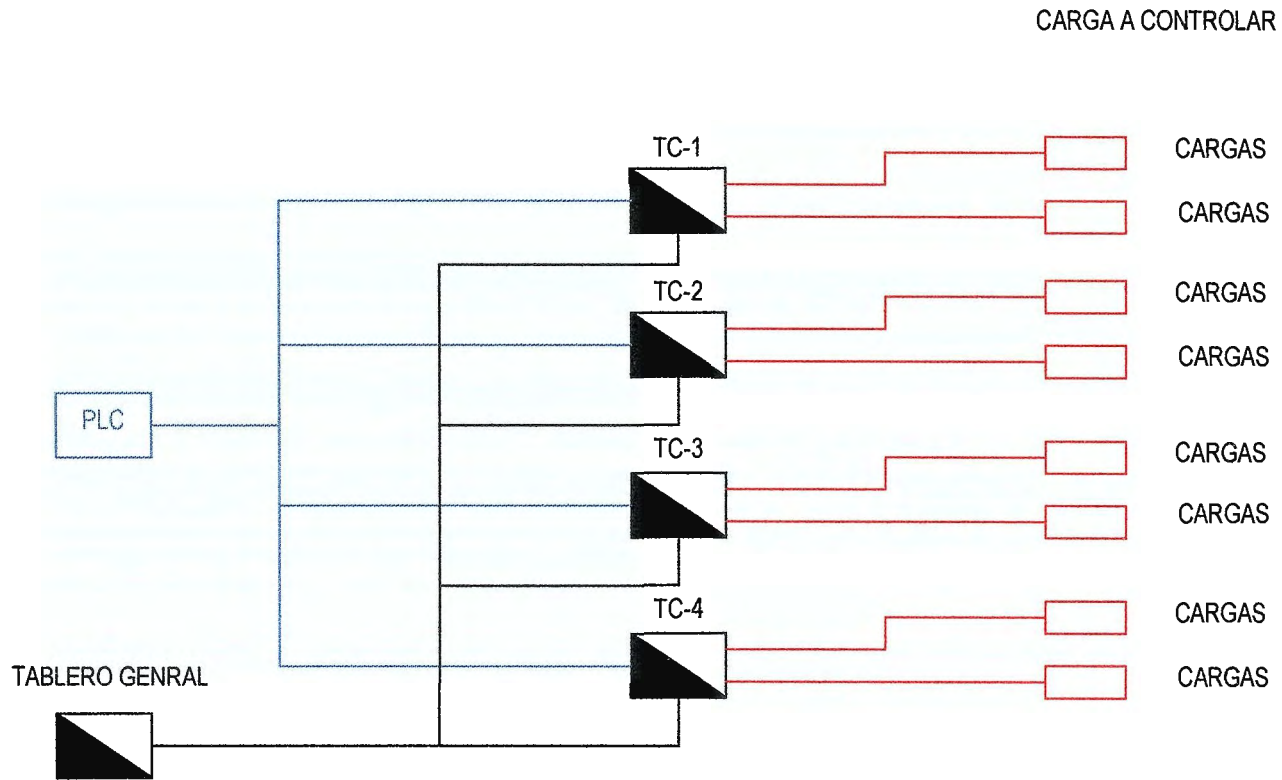 CARGA A CONTROLAR
TC-1
CARGAS
CARGAS
TC-2
CARGAS
CARGAS
PLC
TC-3
CARGAS
CARGAS
TC-4
CARGAS
CARGAS
TABLERO GENRAL